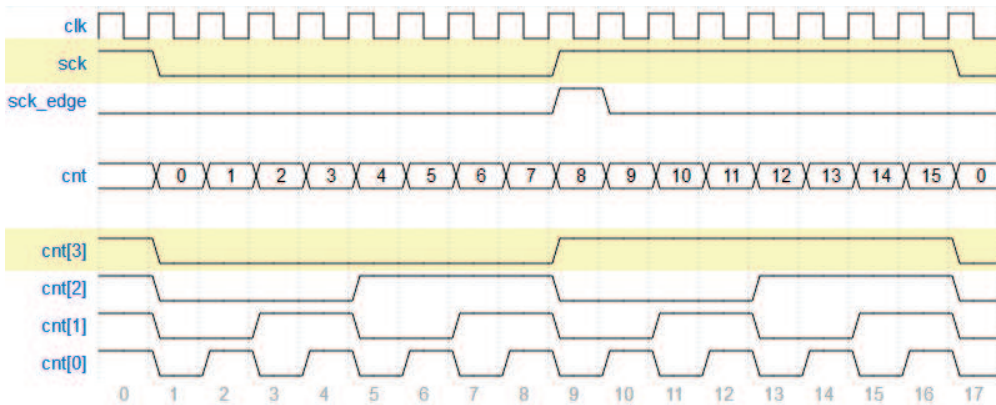 clk
sck
sck_edge
cnt 0 1 2 3 4 5 6 7 8 9 10 11 12 13 14 15 0
cnt[3]
cnt[2]
cnt[1]
cnt[0]
0 1 2 3 4 5 6 7 8 9 10 11 12 13 14 15 16 17